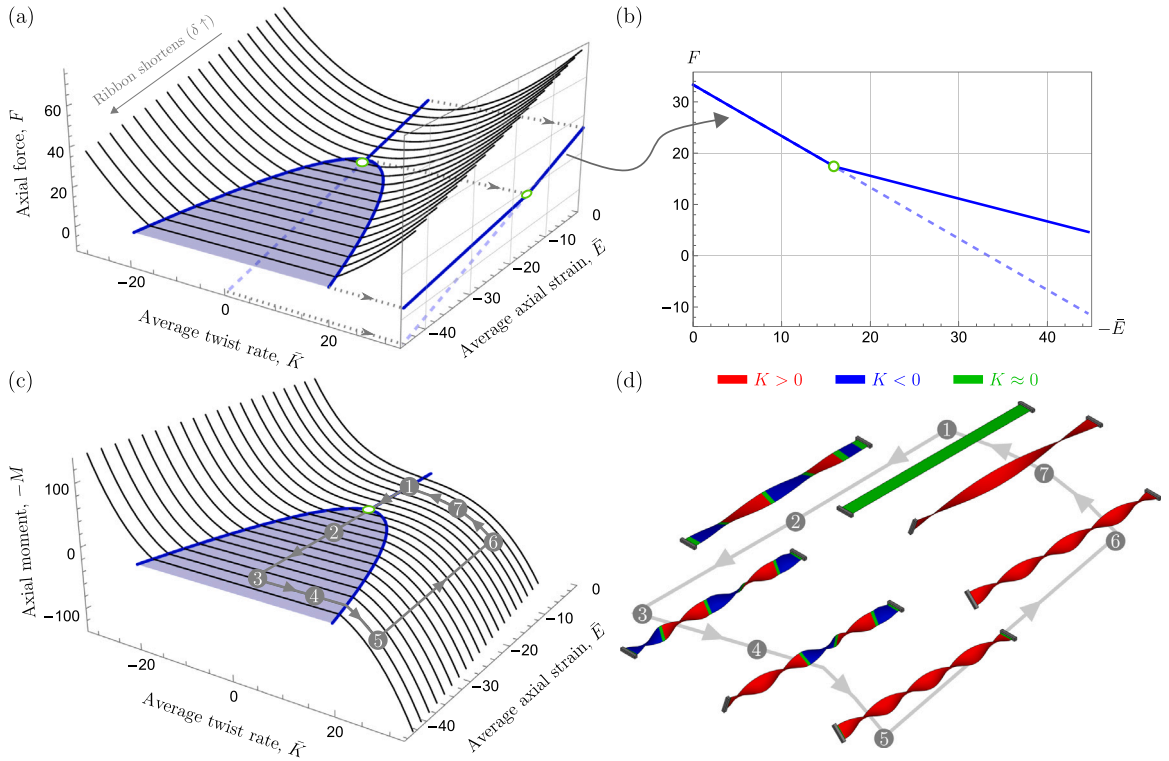 (a)
Ribbon shortens (δ ↑)
Axial force, F
60
40
20
0
−20
0
20
Average twist rate, K̄
−40
−30
−20
−10
0
Average axial strain, Ē
(b)
F
30
20
10
0
−10
0
10
20
30
40
−Ē
(c)
Axial moment, −M
100
0
−100
−20
0
20
Average twist rate, K̄
−40
−30
−20
−10
0
Average axial strain, Ē
1
2
3
4
5
6
7
(d)
K > 0
K < 0
K ≈ 0
1
2
3
4
5
6
7